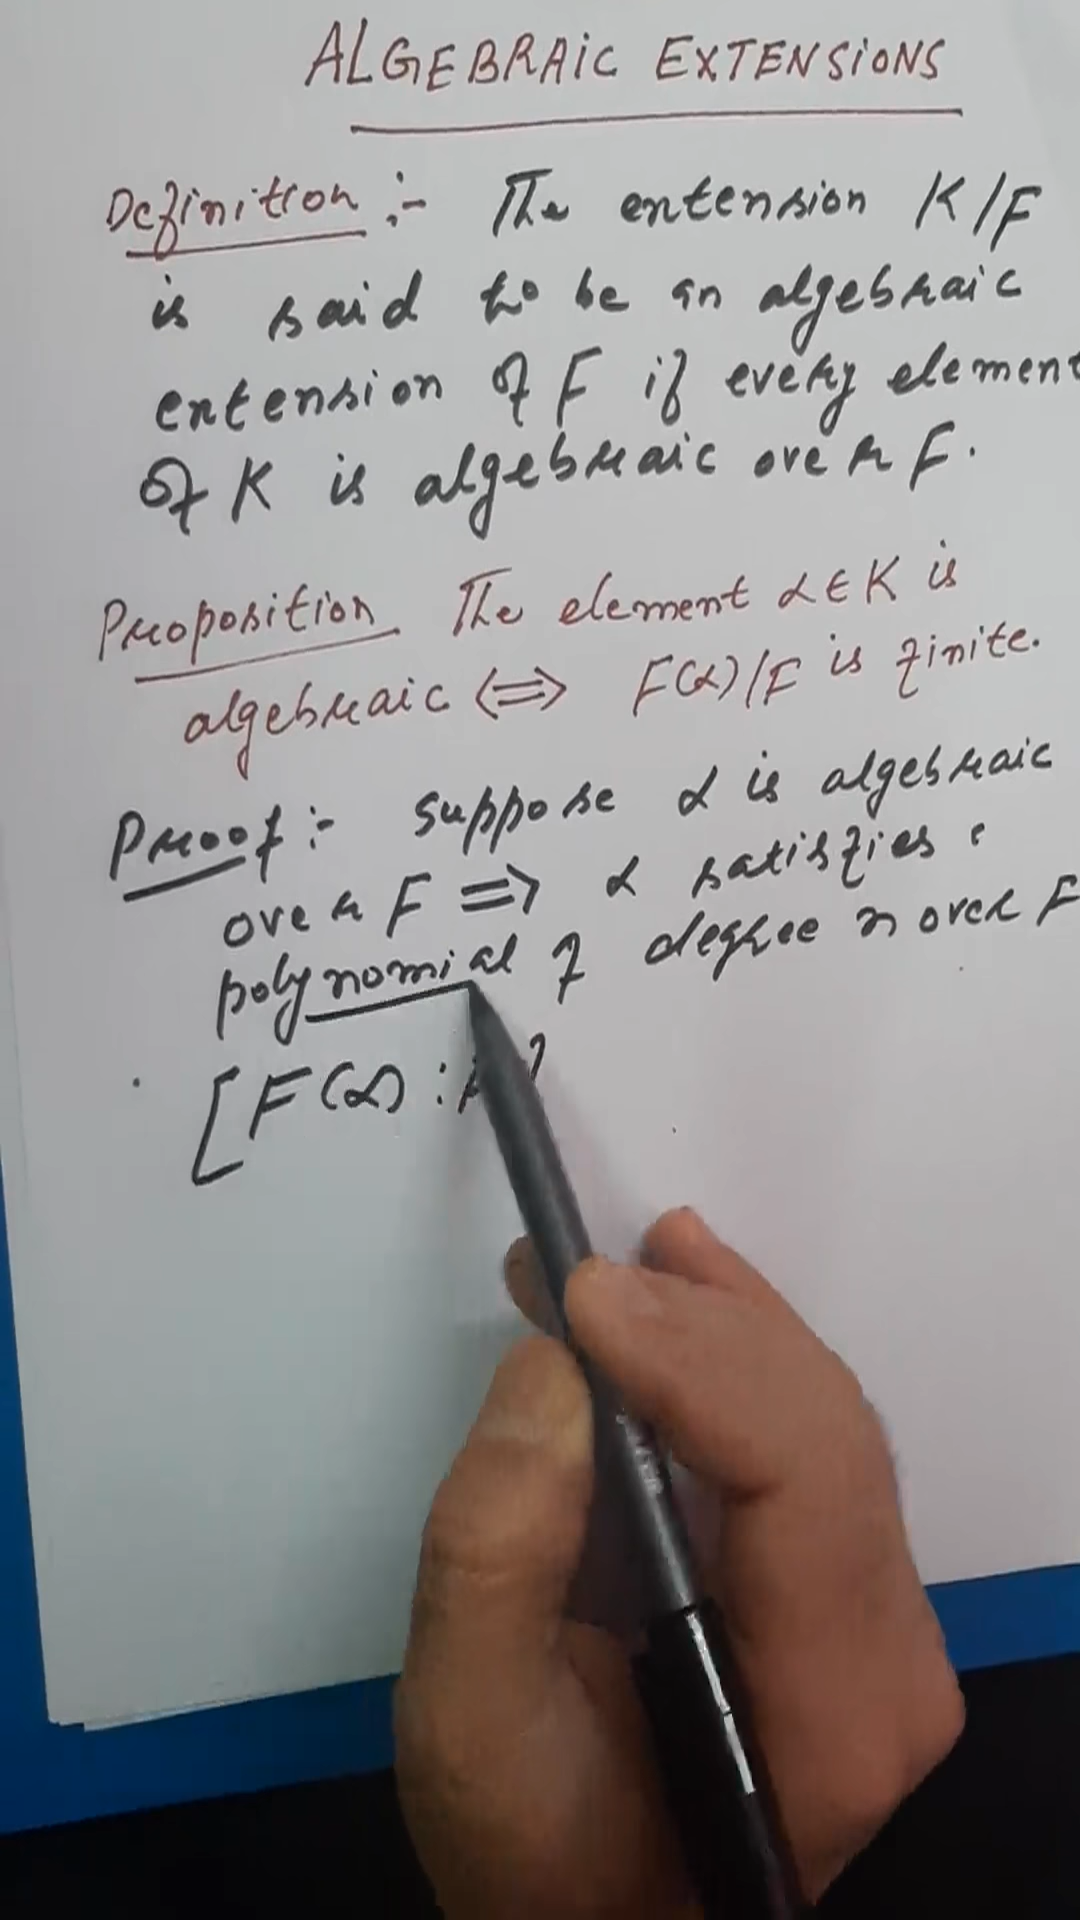 ALGEBRAIC EXTENSIONS
Definition :- The extension K/F
is said to be an algebraic
extension of F if every element
of K is algebraic over F.
Proposition The element α ∈ K is
algebraic <=> F(α)/F is finite.
Proof :- suppose α is algebraic
over F => α satisfies
polynomial of degree n over F
[F(α) :